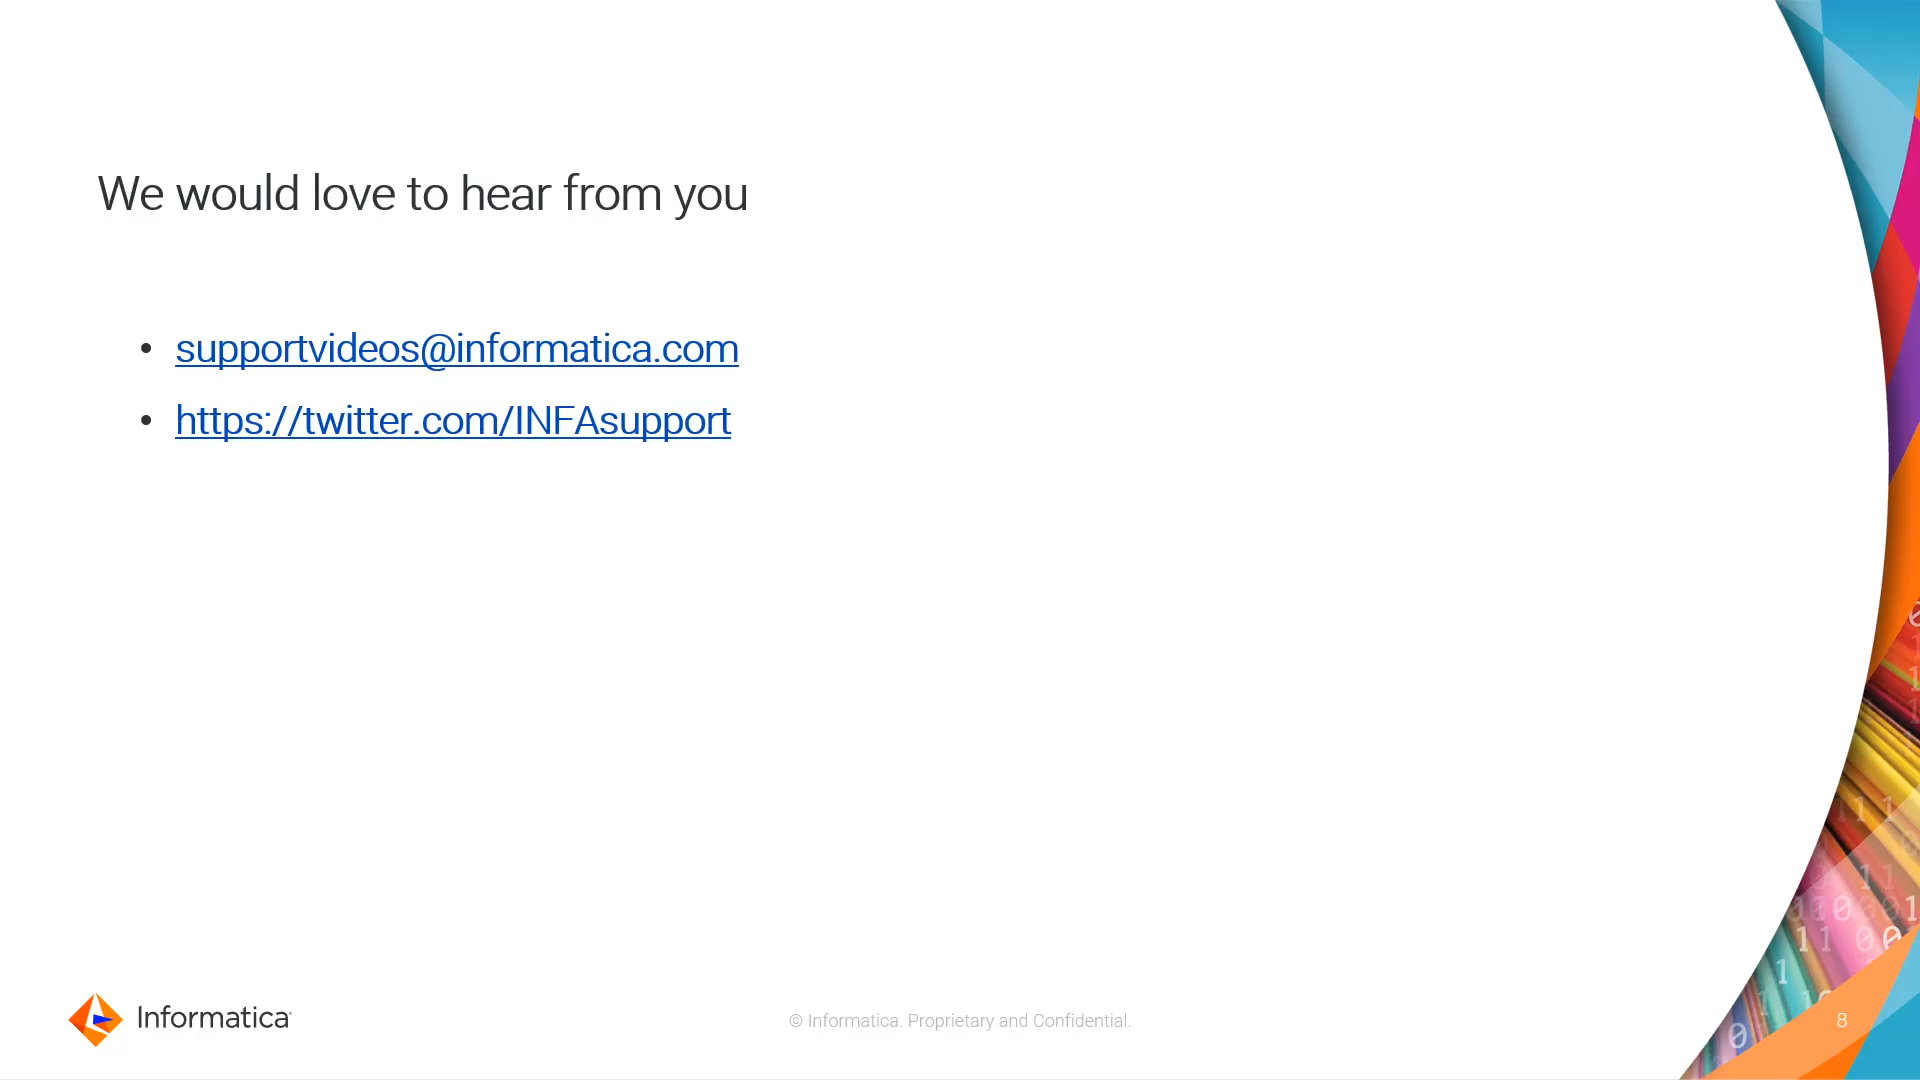 We would love to hear from you
• supportvideos@informatica.com
• https://twitter.com/INFAsupport
Informatica
© Informatica. Proprietary and Confidential.
8